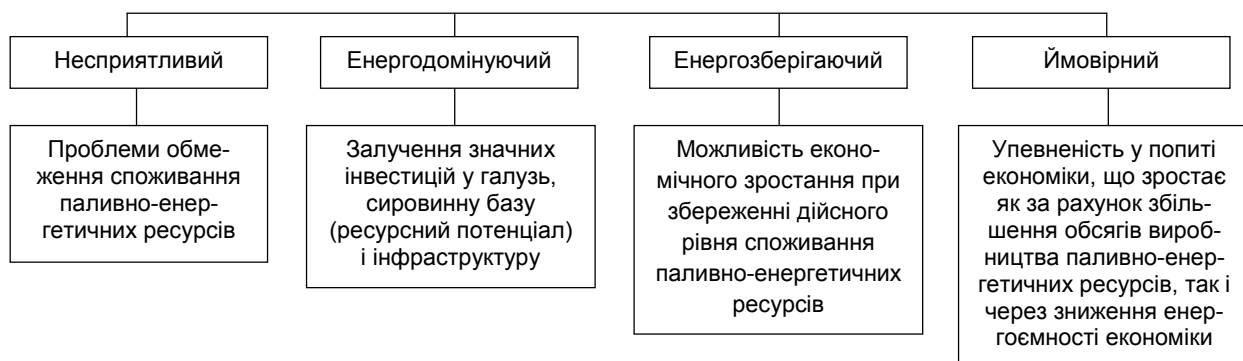 Несприятливий
Енергодомінуючий
Енергозберігаючий
Ймовірний
Проблеми обме-
ження споживання
паливно-енер-
гетичних ресурсів
Залучення значних
інвестицій у галузь,
сировинну базу
(ресурсний потенціал)
і інфраструктуру
Можливість еконо-
мічного зростання при
збереженні дійсного
рівня споживання
паливно-енергетичних
ресурсів
Упевненість у попиті
економіки, що зростає
як за рахунок збіль-
шення обсягів вироб-
ництва паливно-енер-
гетичних ресурсів, так і
через зниження енер-
гоємності економіки